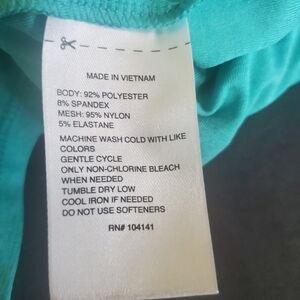 MADE IN VIETNAM
BODY: 92% POLYESTER
8% SPANDEX
MESH: 95% NYLON
5% ELASTANE
MACHINE WASH COLD WITH LIKE
COLORS
GENTLE CYCLE
ONLY NON-CHLORINE BLEACH
WHEN NEEDED
TUMBLE DRY LOW
COOL IRON IF NEEDED
DO NOT USE SOFTENERS
RN# 104141